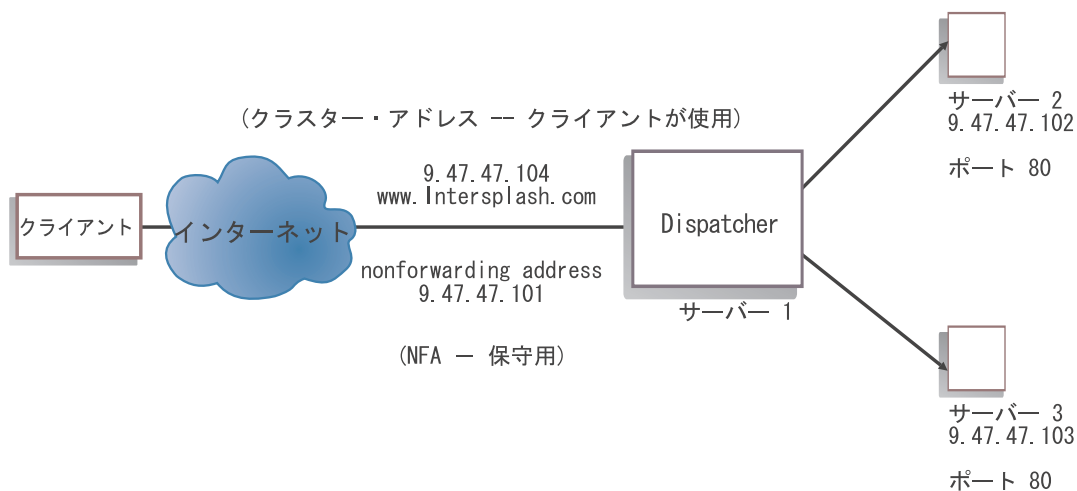 サーバー 2
9.47.47.102
ポート 80
(クラスター・アドレス -- クライアントが使用)
9.47.47.104
www.Intersplash.com
クライアント
インターネット
Dispatcher
nonforwarding address
9.47.47.101
サーバー 1
(NFA - 保守用)
サーバー 3
9.47.47.103
ポート 80